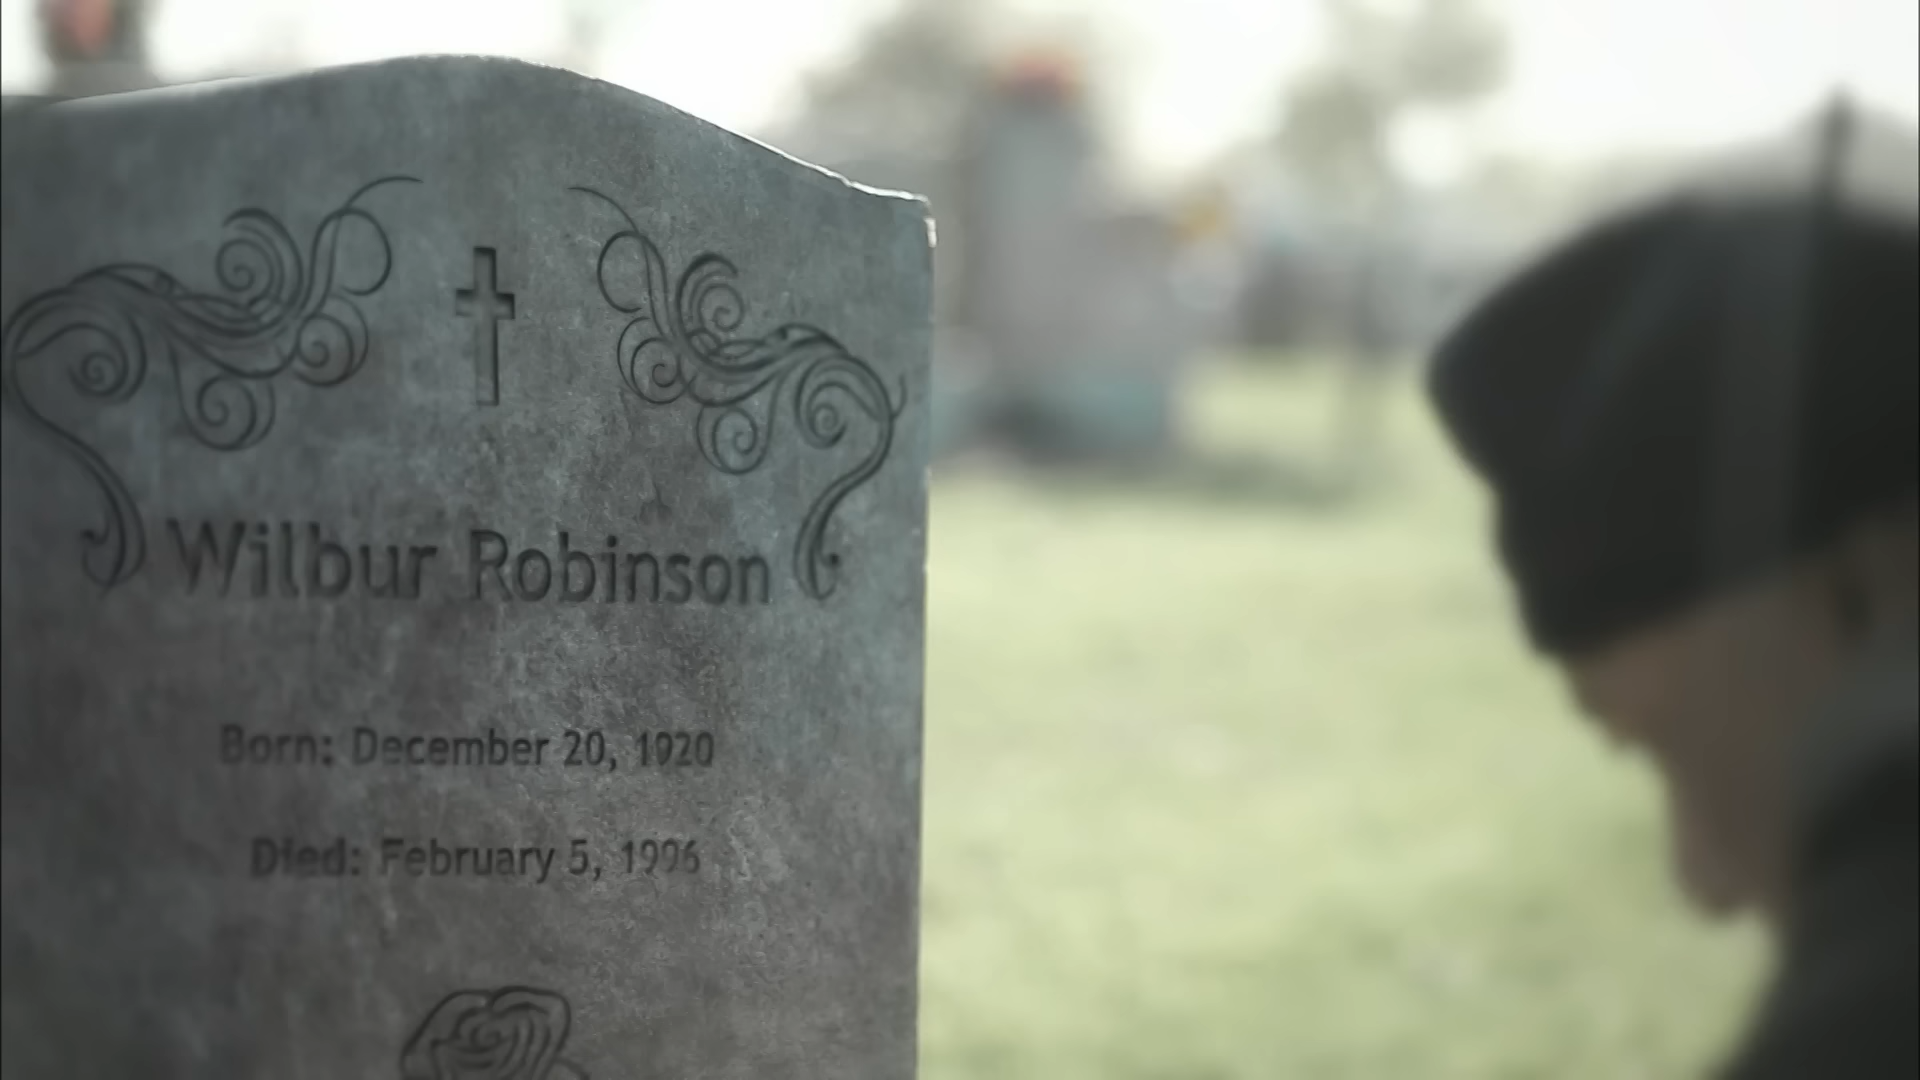 Wilbur Robinson
Born: December 20, 1920
Died: February 5, 1996